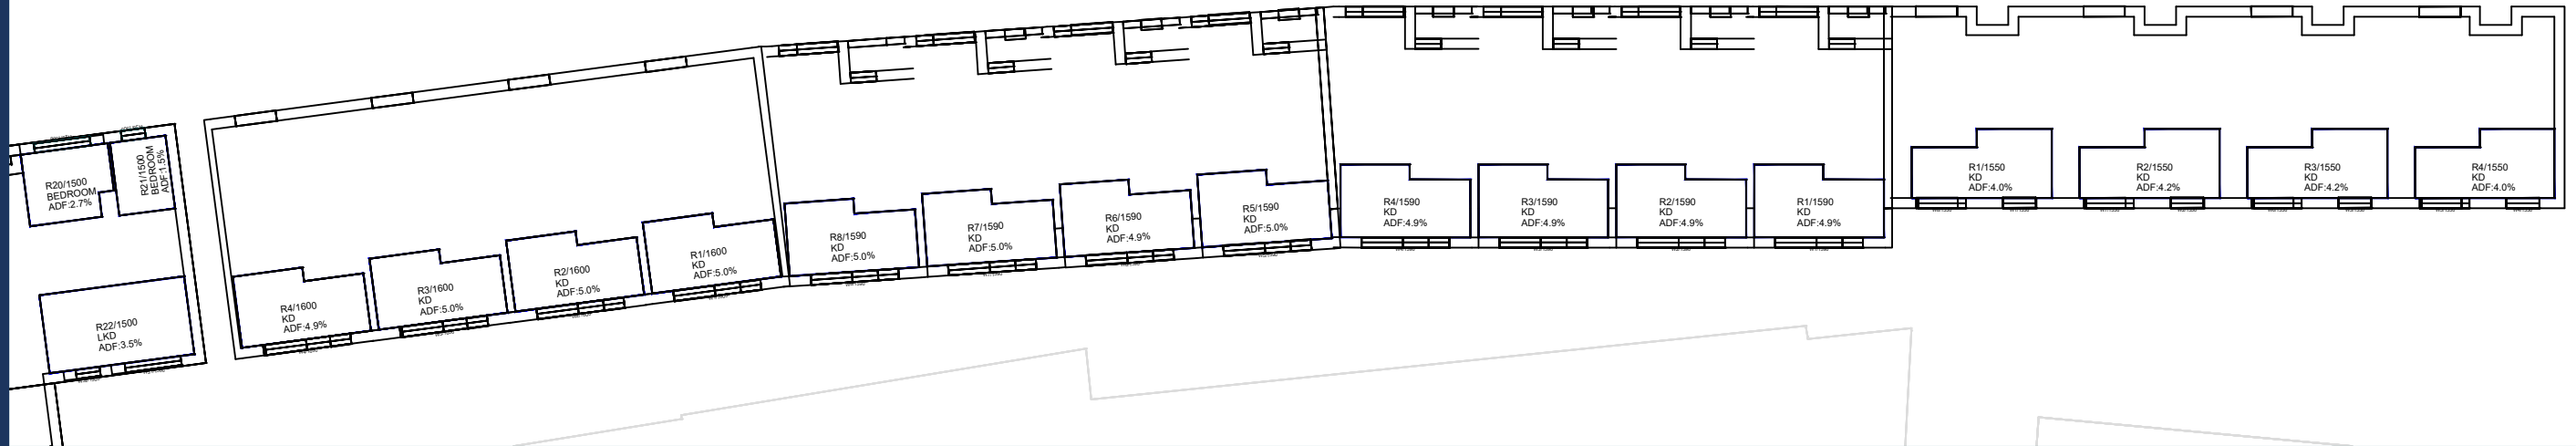 R20/1500
BEDROOM
ADF:2.7%
R21/1500
BEDROOM
ADF:1.5%
R22/1500
LKD
ADF:3.5%
R4/1600
KD
ADF:4.9%
R3/1600
KD
ADF:5.0%
R2/1600
KD
ADF:5.0%
R1/1600
KD
ADF:5.0%
R8/1590
KD
ADF:5.0%
R7/1590
KD
ADF:5.0%
R6/1590
KD
ADF:4.9%
R5/1590
KD
ADF:5.0%
R4/1590
KD
ADF:4.9%
R3/1590
KD
ADF:4.9%
R2/1590
KD
ADF:4.9%
R1/1590
KD
ADF:4.9%
R1/1550
KD
ADF:4.0%
R2/1550
KD
ADF:4.2%
R3/1550
KD
ADF:4.2%
R4/1550
KD
ADF:4.0%